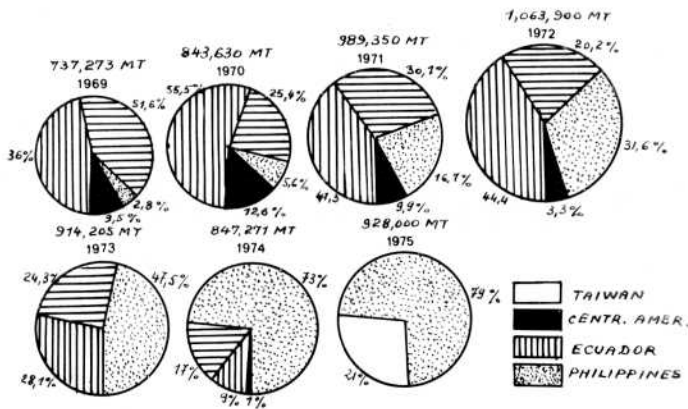 737,273 MT
1969
51,6%
36%
2,8%
9,5%
843,630 MT
1970
55,5%
25,4%
5,6%
12,6%
989,350 MT
1971
30,1%
16,7%
9,9%
41,3
1,063,900 MT
1972
20,2%
31,6%
44,4
3,3%
914,205 MT
1973
24,3%
47,5%
28,1%
847,271 MT
1974
73%
17%
9%
1%
928,000 MT
1975
79%
21%
TAIWAN
CENTR. AMER.
ECUADOR
PHILIPPINES